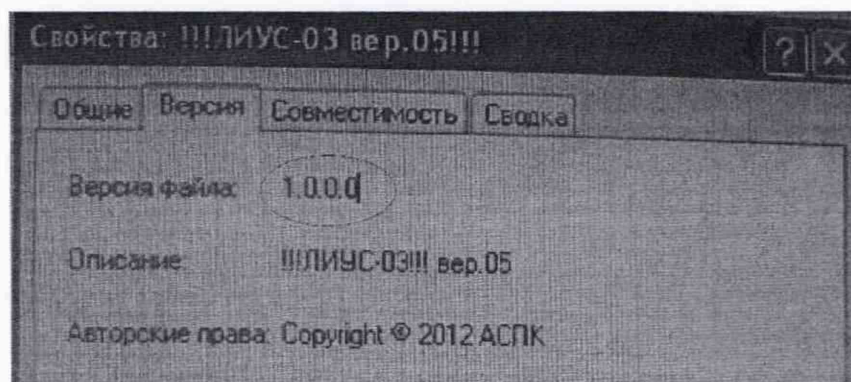 Свойства: !!!ЛИУС-03 вер.05!!!
Общие Версия Совместимость Сводка
Версия файла: 1.0.0.0
Описание: !!!ЛИУС-03!!! вер.05
Авторские права: Copyright © 2012 АСПК